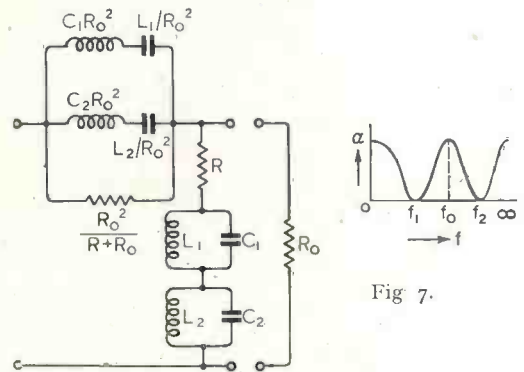 C₁R₀² L₁/R₀²
C₂R₀²
L₂/R₀²
R₀²
R+R₀
R
L₁ C₁
L₂ C₂
R₀
α
0 f₁ f₀ f₂ ∞
f
Fig 7.